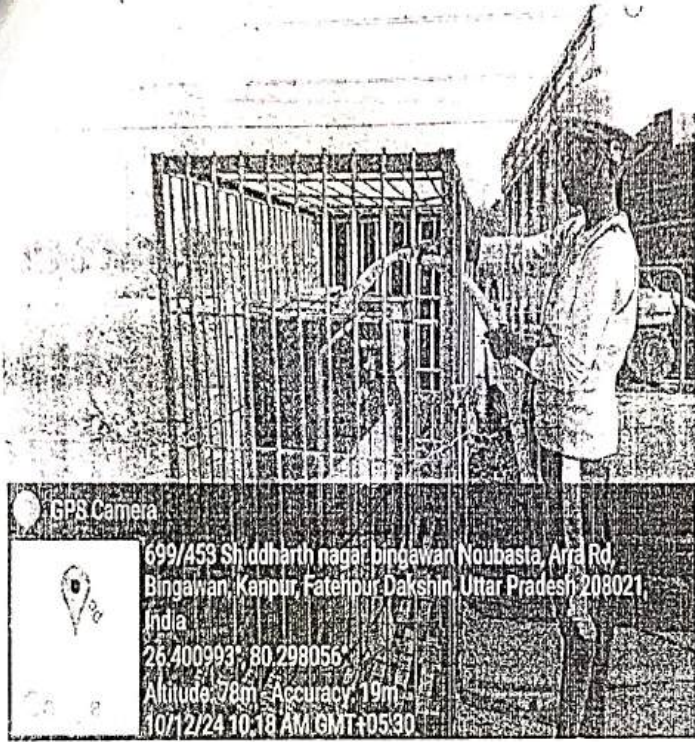 GPS Camera
699/453 Shiddharth nagar bingawan Noubasta, Arra Rd,
Bingawan, Kanpur, Fatehpur Dakshin, Uttar Pradesh 208021,
India
26.400993°, 80.298056°
Altitude: 78m Accuracy: 19m
10/12/24 10:18 AM GMT+05:30